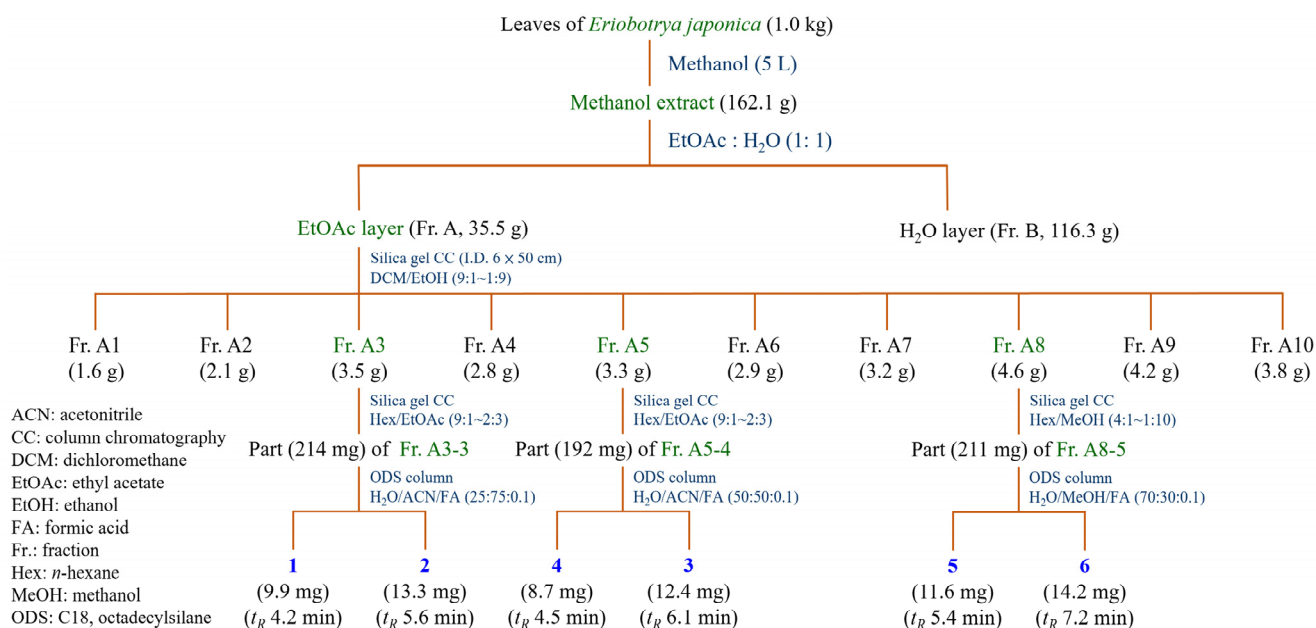 Leaves of Eriobotrya japonica (1.0 kg)
Methanol (5 L)
Methanol extract (162.1 g)
EtOAc : H₂O (1: 1)
EtOAc layer (Fr. A, 35.5 g)
H₂O layer (Fr. B, 116.3 g)
Silica gel CC (I.D. 6 × 50 cm)
DCM/EtOH (9:1~1:9)
Fr. A1 Fr. A2 Fr. A3 Fr. A4 Fr. A5 Fr. A6 Fr. A7 Fr. A8 Fr. A9 Fr. A10
(1.6 g) (2.1 g) (3.5 g) (2.8 g) (3.3 g) (2.9 g) (3.2 g) (4.6 g) (4.2 g) (3.8 g)
Silica gel CC Silica gel CC Silica gel CC
Hex/EtOAc (9:1~2:3) Hex/EtOAc (9:1~2:3) Hex/MeOH (4:1~1:10)
Part (214 mg) of Fr. A3-3 Part (192 mg) of Fr. A5-4 Part (211 mg) of Fr. A8-5
ODS column ODS column ODS column
H₂O/ACN/FA (25:75:0.1) H₂O/ACN/FA (50:50:0.1) H₂O/MeOH/FA (70:30:0.1)
1 2 4 3 5 6
(9.9 mg) (13.3 mg) (8.7 mg) (12.4 mg) (11.6 mg) (14.2 mg)
(tR 4.2 min) (tR 5.6 min) (tR 4.5 min) (tR 6.1 min) (tR 5.4 min) (tR 7.2 min)
ACN: acetonitrile
CC: column chromatography
DCM: dichloromethane
EtOAc: ethyl acetate
EtOH: ethanol
FA: formic acid
Fr.: fraction
Hex: n-hexane
MeOH: methanol
ODS: C18, octadecylsilane